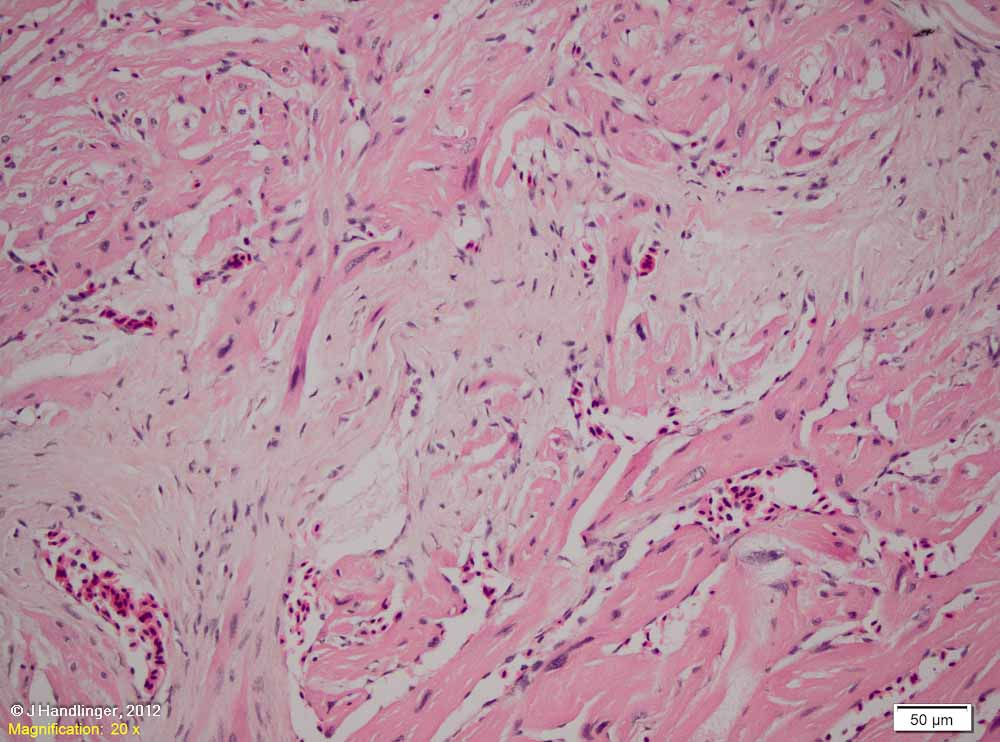 © J Handlinger, 2012
Magnification: 20 x
50 µm